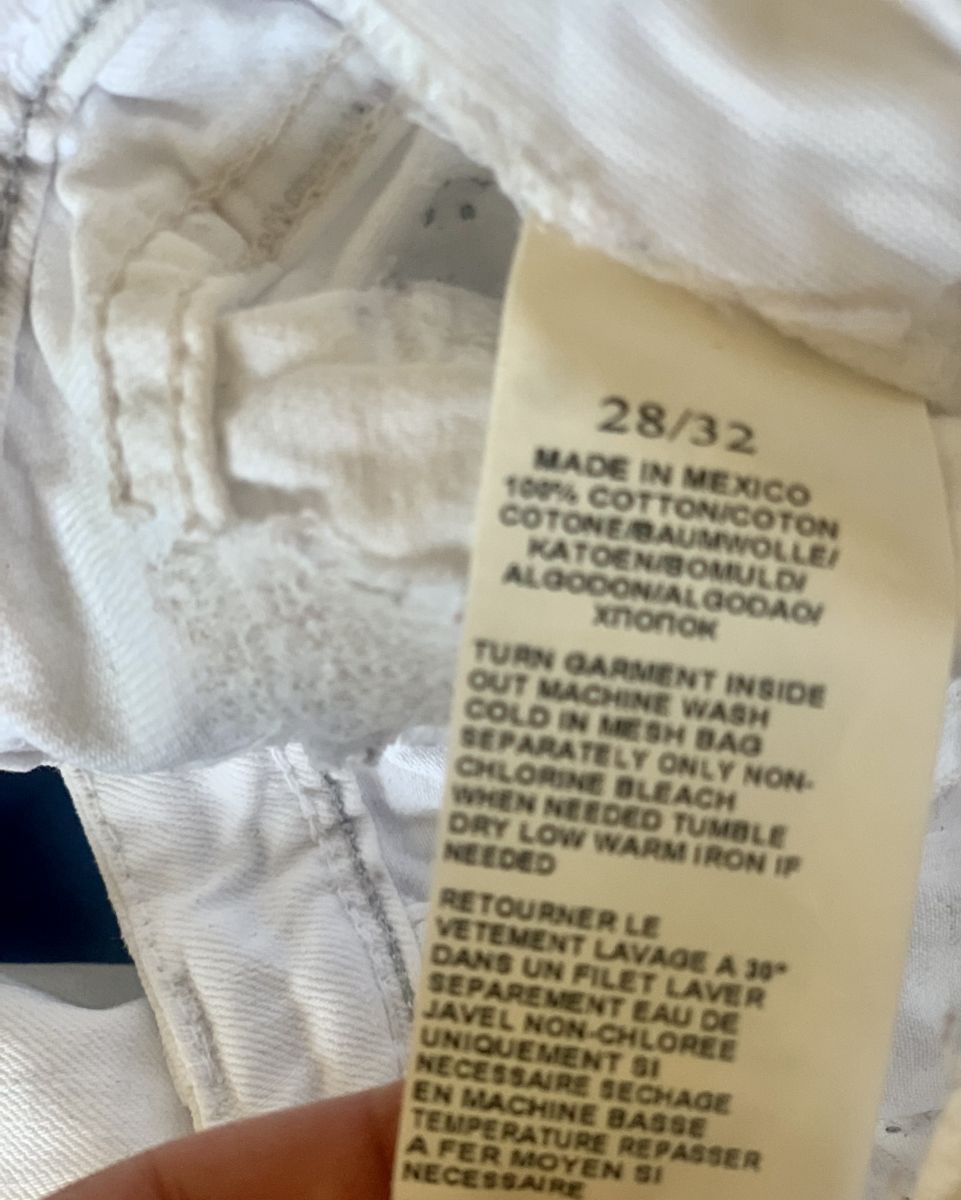 28/32
MADE IN MEXICO
100% COTTON/COTON
COTONE/BAUMWOLLE/
KATOEN/BOMULD/
ALGODON/ALGODAO/
ХПОПОК
TURN GARMENT INSIDE
OUT MACHINE WASH
COLD IN MESH BAG
SEPARATELY ONLY NON-
CHLORINE BLEACH
WHEN NEEDED TUMBLE
DRY LOW WARM IRON IF
NEEDED
RETOURNER LE
VETEMENT LAVAGE A 30°
DANS UN FILET LAVER
SEPAREMENT EAU DE
JAVEL NON-CHLOREE
UNIQUEMENT SI
NECESSAIRE SECHAGE
EN MACHINE BASSE
TEMPERATURE REPASSER
A FER MOYEN SI
NECESSAIRE